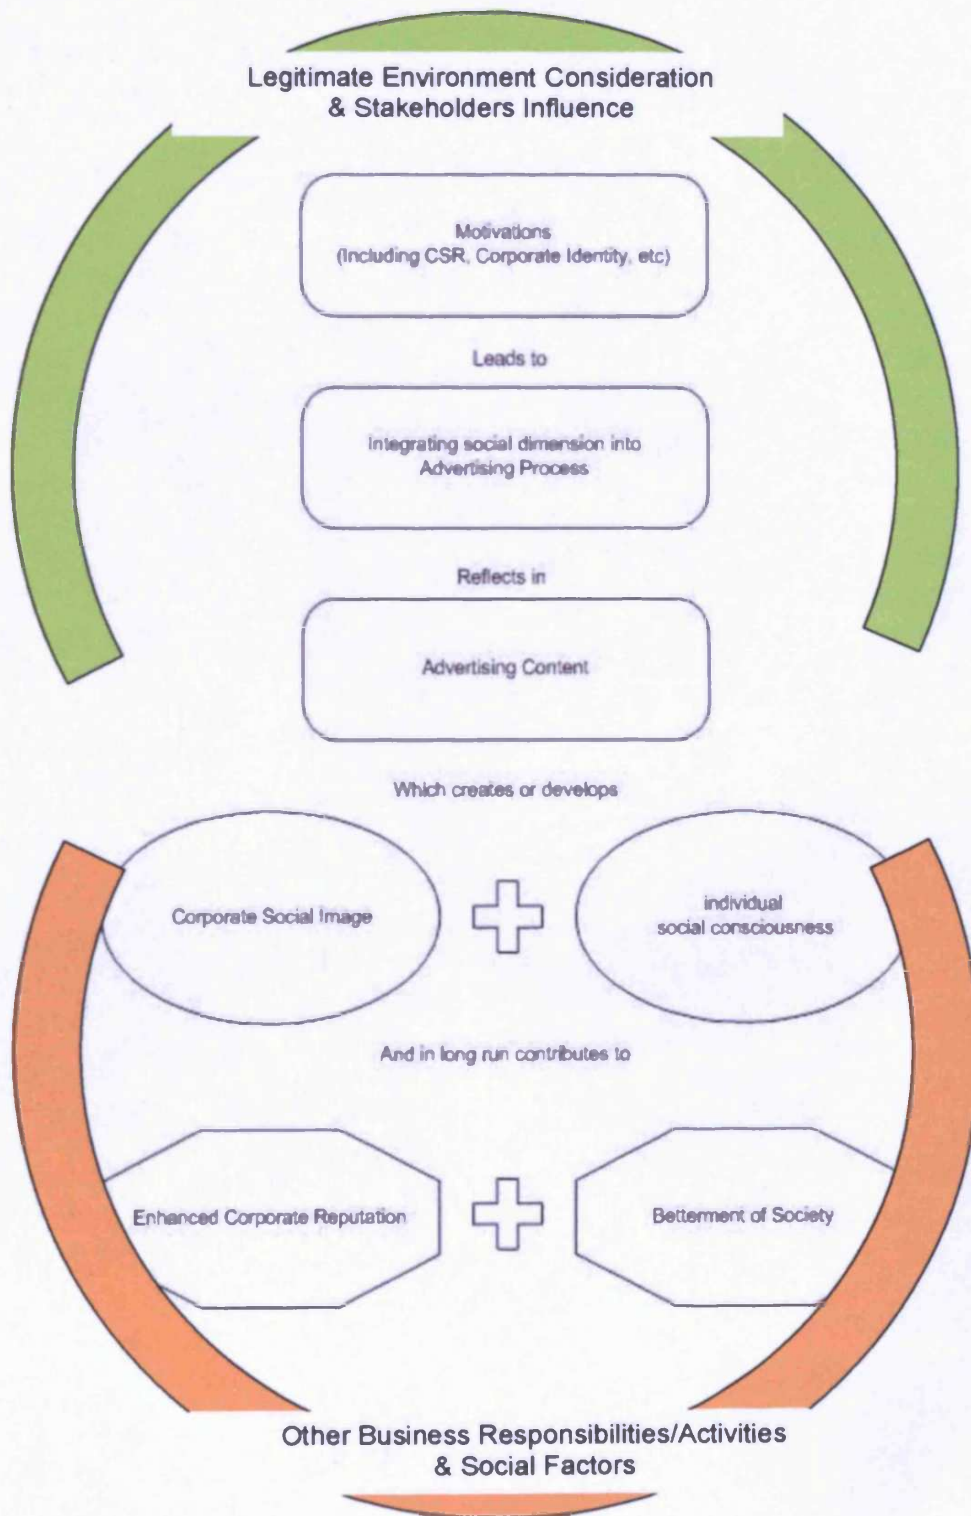 Legitimate Environment Consideration
& Stakeholders Influence
Motivations
(Including CSR, Corporate Identity, etc)
Leads to
Integrating social dimension into
Advertising Process
Reflects in
Advertising Content
Which creates or develops
Corporate Social Image
individual
social consciousness
And in long run contributes to
Enhanced Corporate Reputation
Betterment of Society
Other Business Responsibilities/Activities
& Social Factors